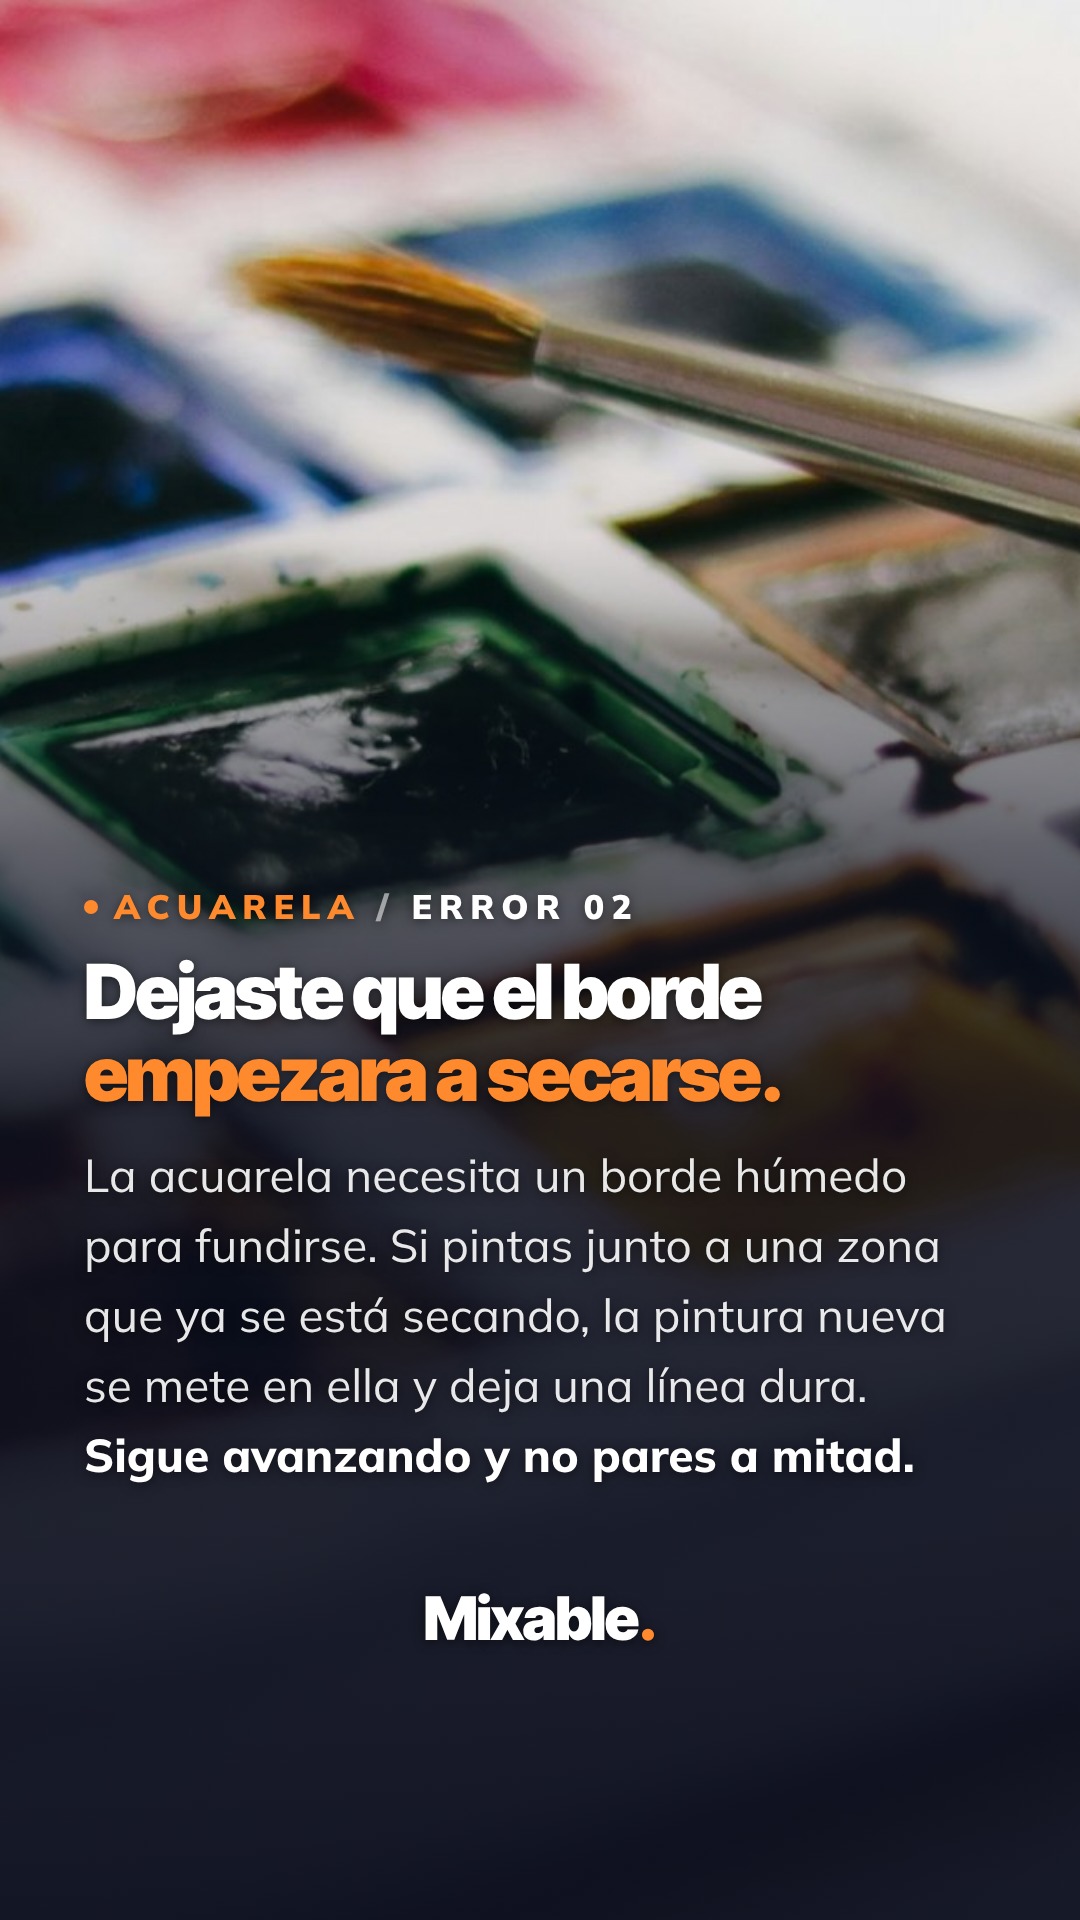 • ACUARELA / ERROR 02
Dejaste que el borde
empezara a secarse.
La acuarela necesita un borde húmedo
para fundirse. Si pintas junto a una zona
que ya se está secando, la pintura nueva
se mete en ella y deja una línea dura.
Sigue avanzando y no pares a mitad.
Mixable.